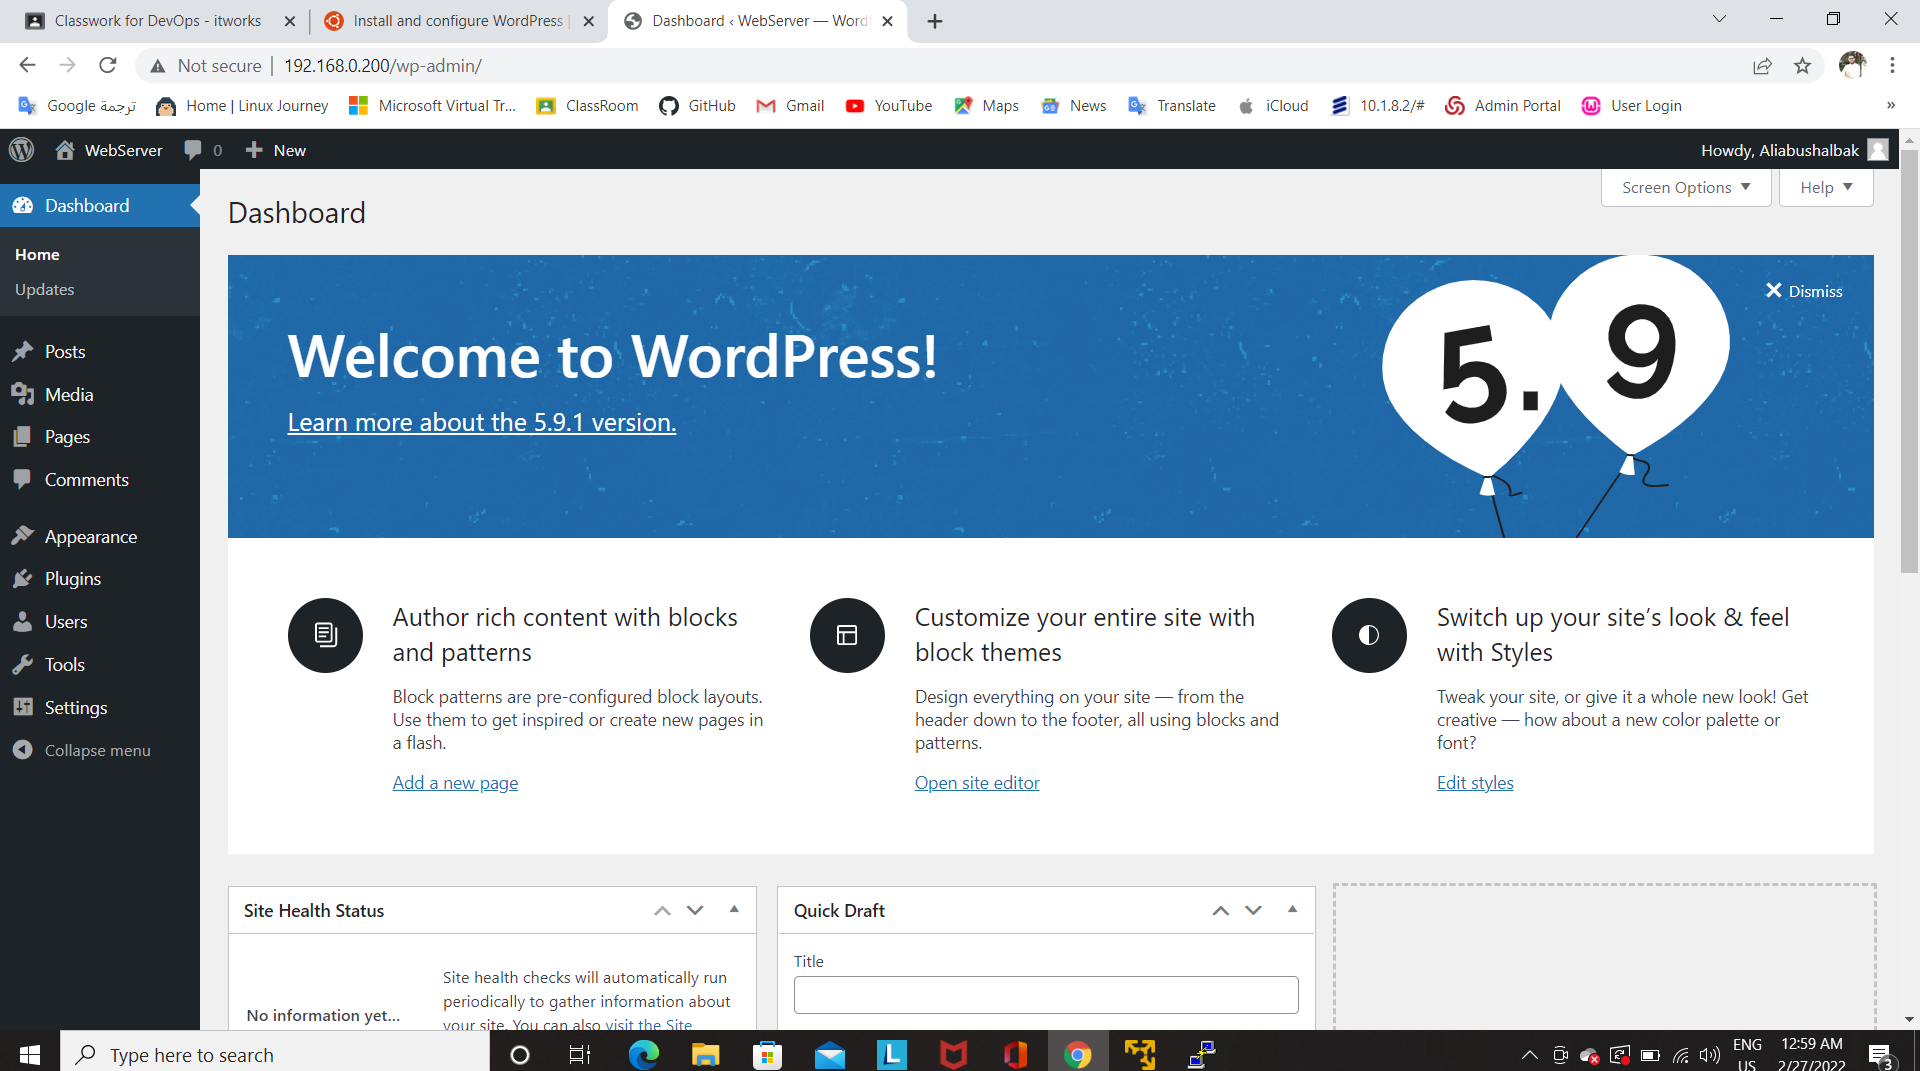 Classwork for DevOps - itworks
Install and configure WordPress
Dashboard ‹ WebServer — Word
Not secure
192.168.0.200/wp-admin/
Google ترجمة
Home | Linux Journey
Microsoft Virtual Tr...
ClassRoom
GitHub
Gmail
YouTube
Maps
News
Translate
iCloud
10.1.8.2/#
Admin Portal
User Login
»
WebServer
0
New
Howdy, Aliabushalbak
Dashboard
Home
Updates
Posts
Media
Pages
Comments
Appearance
Plugins
Users
Tools
Settings
Collapse menu
Screen Options
Help
Dashboard
Dismiss
Welcome to WordPress!
Learn more about the 5.9.1 version.
5.9
Author rich content with blocks
and patterns
Block patterns are pre-configured block layouts.
Use them to get inspired or create new pages in
a flash.
Add a new page
Customize your entire site with
block themes
Design everything on your site — from the
header down to the footer, all using blocks and
patterns.
Open site editor
Switch up your site’s look & feel
with Styles
Tweak your site, or give it a whole new look! Get
creative — how about a new color palette or
font?
Edit styles
Site Health Status
No information yet...
Site health checks will automatically run
periodically to gather information about
your site. You can also visit the Site
Quick Draft
Title
Type here to search
L
ENG
US
12:59 AM
2/27/2022
3